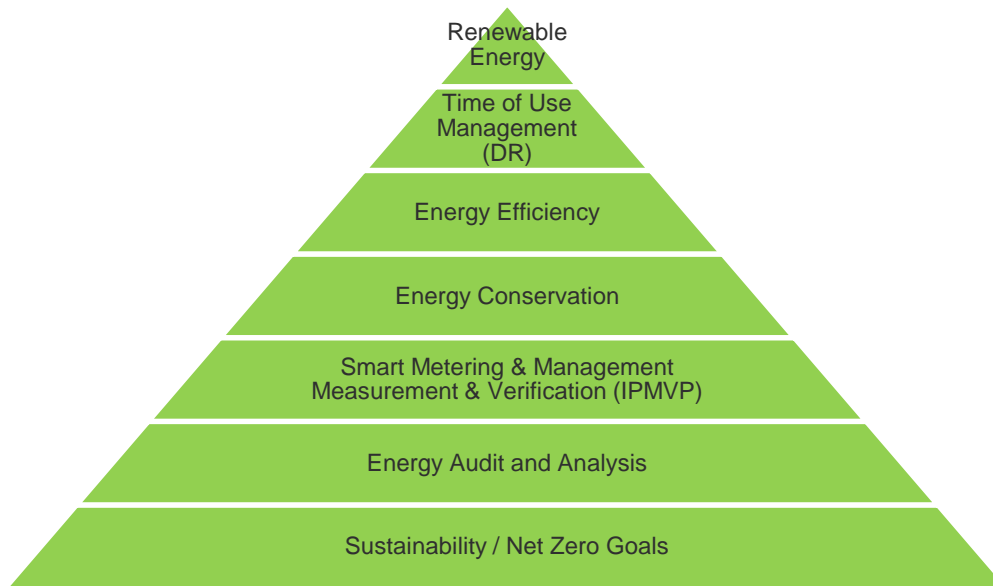 Renewable
Energy
Time of Use
Management
(DR)
Energy Efficiency
Energy Conservation
Smart Metering & Management
Measurement & Verification (IPMVP)
Energy Audit and Analysis
Sustainability / Net Zero Goals